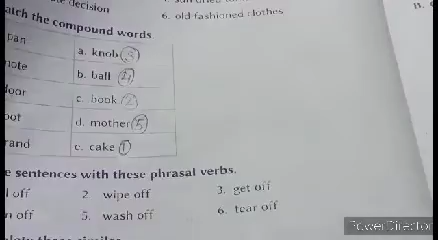 decision
6. old fashioned clothes
atch the compound words
pan a. knob (3)
note b. ball (4)
door c. book (2)
oot d. mother (5)
rand e. cake (1)
e sentences with these phrasal verbs.
l off 2 wipe off 3. get off
n off 5. wash off 6. tear off
PowerDirector